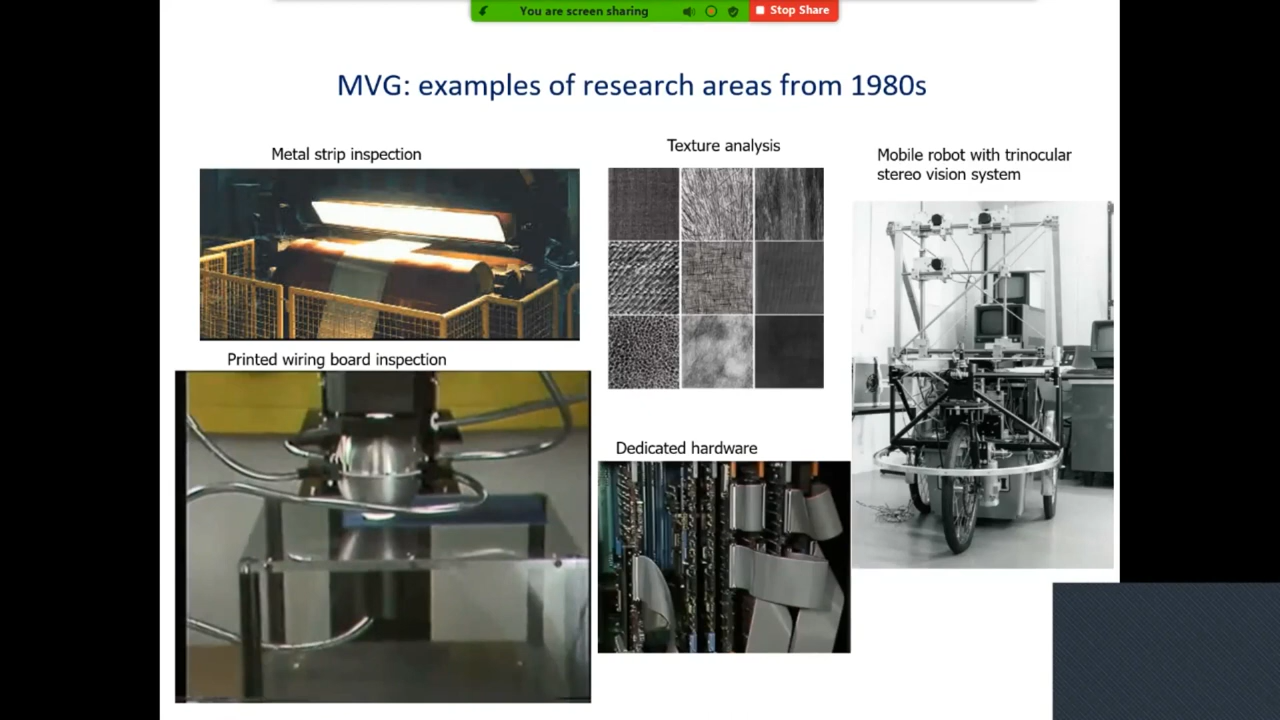 You are screen sharing
Stop Share
MVG: examples of research areas from 1980s
Metal strip inspection
Texture analysis
Mobile robot with trinocular
stereo vision system
Printed wiring board inspection
Dedicated hardware